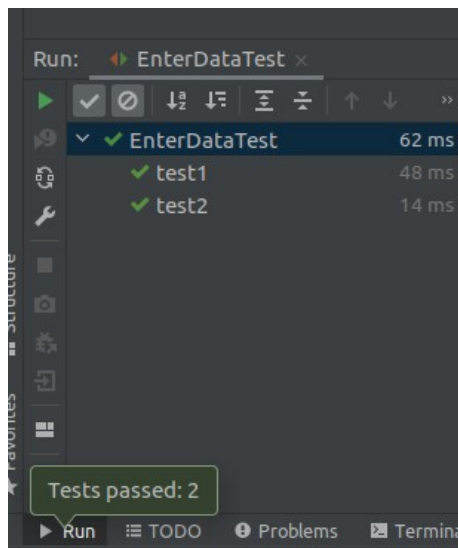 Run: EnterDataTest
EnterDataTest 62 ms
test1 48 ms
test2 14 ms
Structure
Favorites
Tests passed: 2
Run TODO Problems Termina